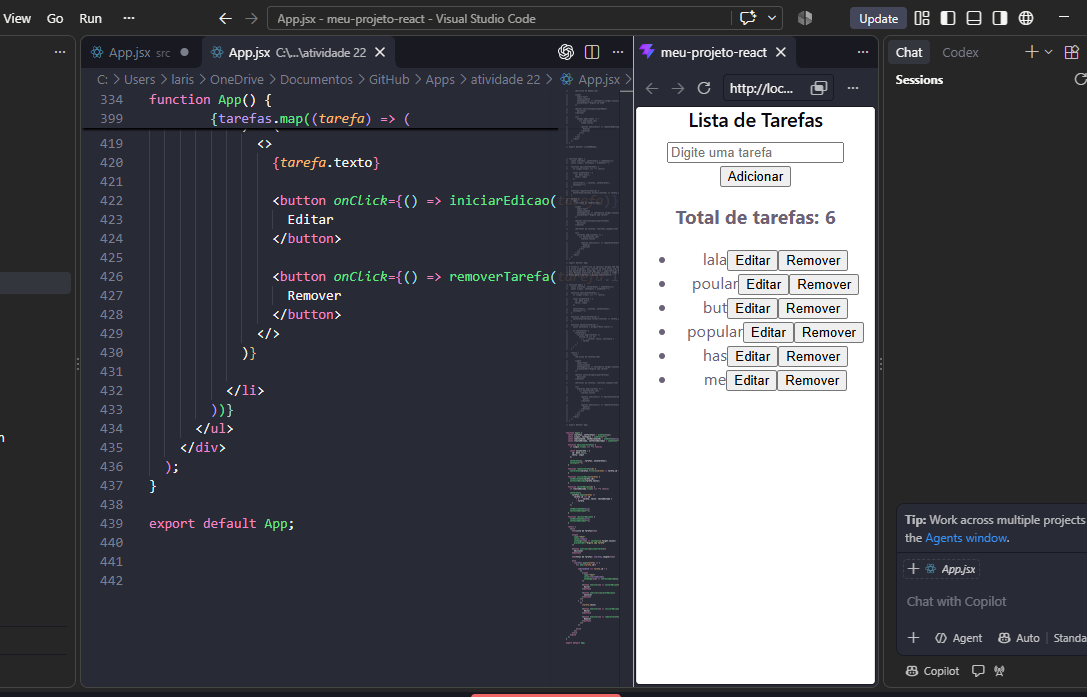 View Go Run ··· App.jsx - meu-projeto-react - Visual Studio Code Update
App.jsx src App.jsx C:\...\atividade 22 meu-projeto-react Chat Codex
C: > Users > laris > OneDrive > Documentos > GitHub > Apps > atividade 22 > App.jsx > http://loc... Sessions
334 function App() {
399 {tarefas.map((tarefa) => (
419 <>
420 {tarefa.texto}
421
422 <button onClick={() => iniciarEdicao(
423 Editar
424 </button>
425
426 <button onClick={() => removerTarefa(
427 Remover
428 </button>
429 </>
430 )}
431
432 </li>
433 ))}
434 </ul>
435 </div>
436 );
437 }
438
439 export default App;
440
441
442
Lista de Tarefas
Digite uma tarefa
Adicionar
Total de tarefas: 6
lala Editar Remover
poular Editar Remover
but Editar Remover
popular Editar Remover
has Editar Remover
me Editar Remover
Tip: Work across multiple projects
the Agents window.
App.jsx
Chat with Copilot
Agent Auto Standa
Copilot